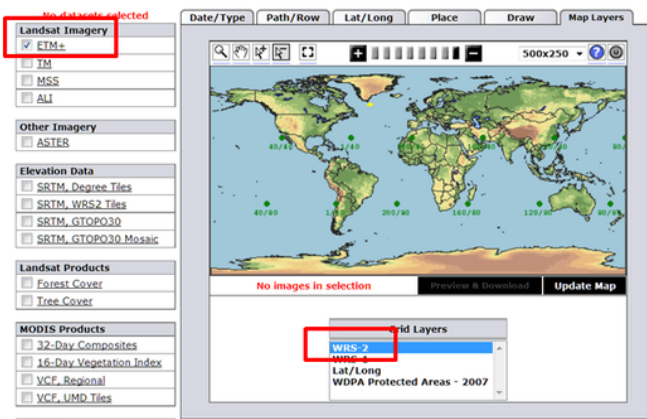 No datasets selected
Landsat Imagery
ETM+
TM
MSS
ALI
Other Imagery
ASTER
Elevation Data
SRTM, Degree Tiles
SRTM, WRS2 Tiles
SRTM, GTOPO30
SRTM, GTOPO30 Mosaic
Landsat Products
Forest Cover
Tree Cover
MODIS Products
32-Day Composites
16-Day Vegetation Index
VCF, Regional
VCF, UMD Tiles
Date/Type Path/Row Lat/Long Place Draw Map Layers
500x250
40/40 1/40
40/80 200/80 160/80 120/80 80/80
No images in selection Preview & Download Update Map
Grid Layers
WRS-2
WRS-1
Lat/Long
WDPA Protected Areas - 2007